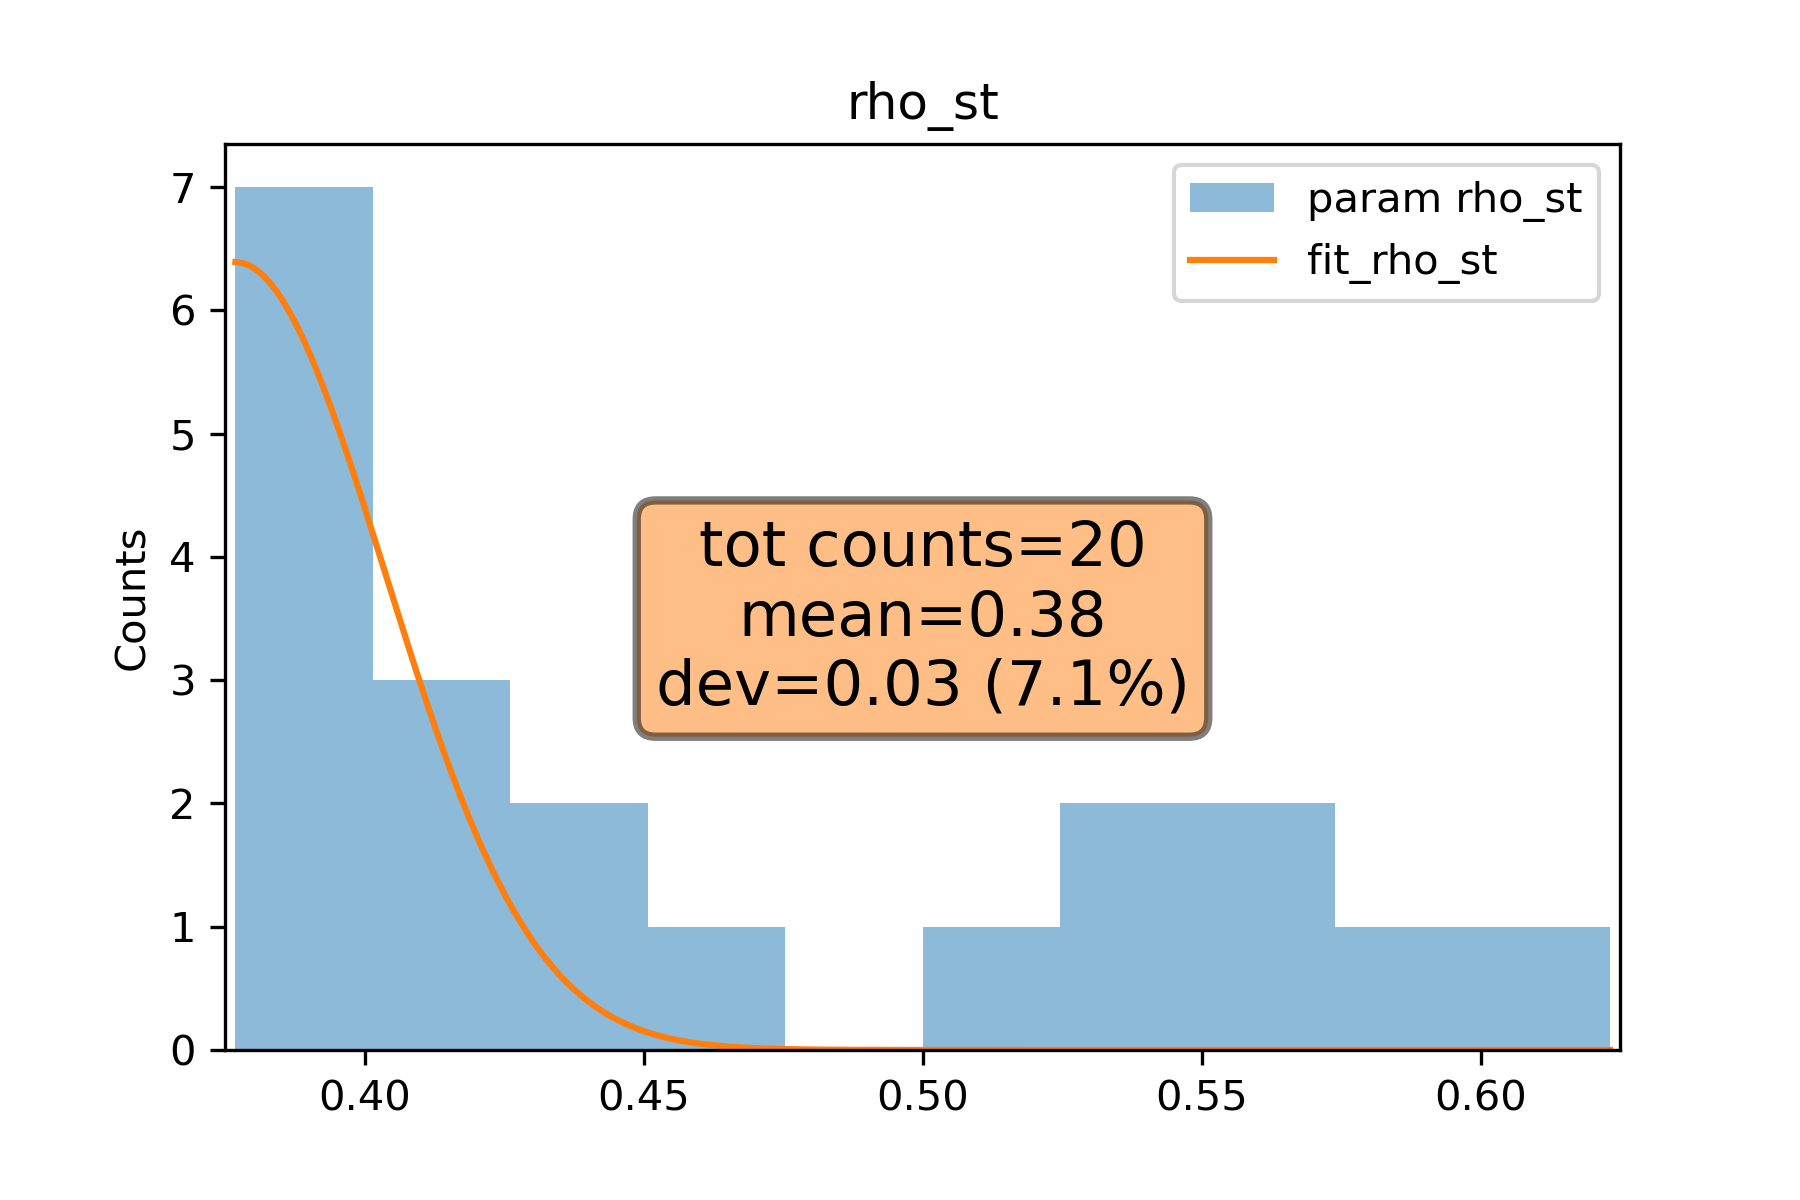 rho_st
7
6
5
4
3
2
1
0
Counts
param rho_st
fit_rho_st
tot counts=20
mean=0.38
dev=0.03 (7.1%)
0.40 0.45 0.50 0.55 0.60